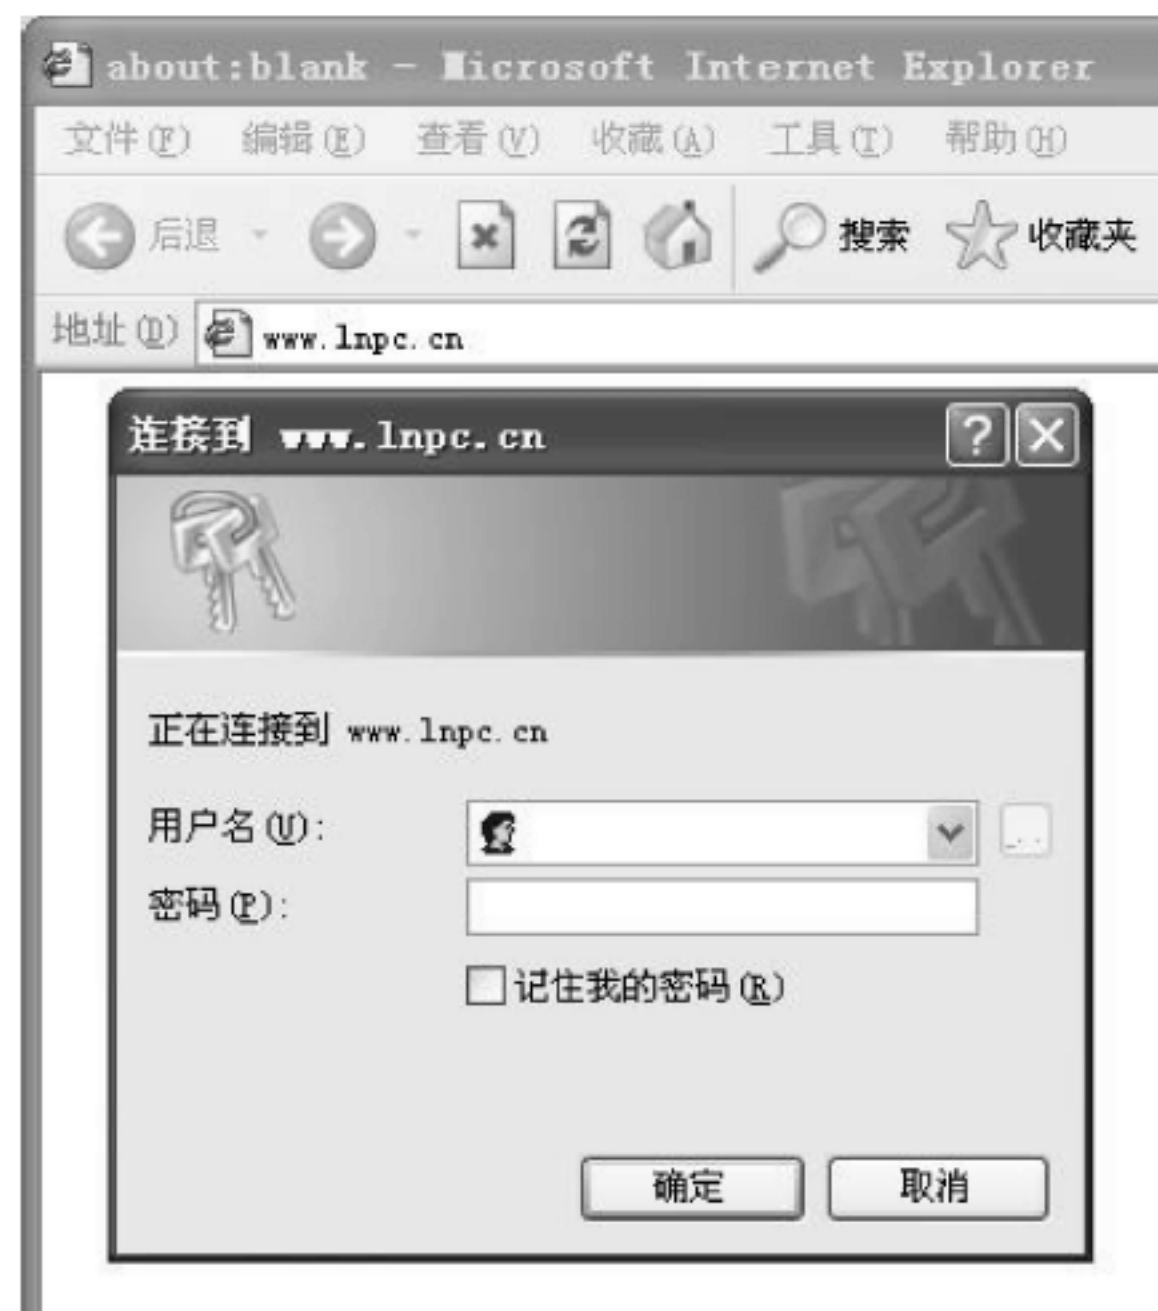 about:blank - Microsoft Internet Explorer
文件(F) 编辑(E) 查看(V) 收藏(A) 工具(T) 帮助(H)
后退 搜索 收藏夹
地址(D) www.lnpc.cn
连接到 www.lnpc.cn
正在连接到 www.lnpc.cn
用户名(U):
密码(P):
记住我的密码(R)
确定 取消